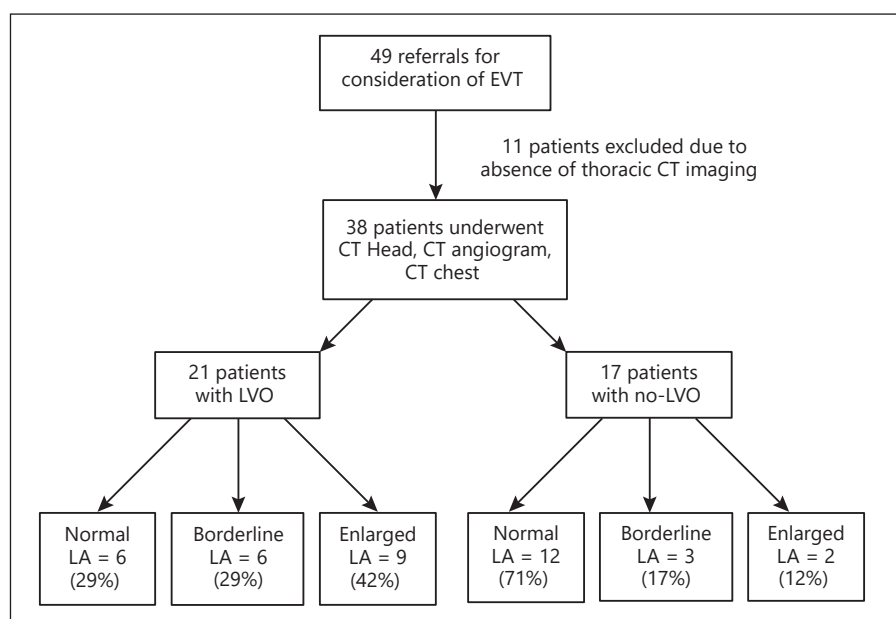 49 referrals for
consideration of EVT
11 patients excluded due to
absence of thoracic CT imaging
38 patients underwent
CT Head, CT angiogram,
CT chest
21 patients
with LVO
17 patients
with no-LVO
Normal
LA = 6
(29%)
Borderline
LA = 6
(29%)
Enlarged
LA = 9
(42%)
Normal
LA = 12
(71%)
Borderline
LA = 3
(17%)
Enlarged
LA = 2
(12%)